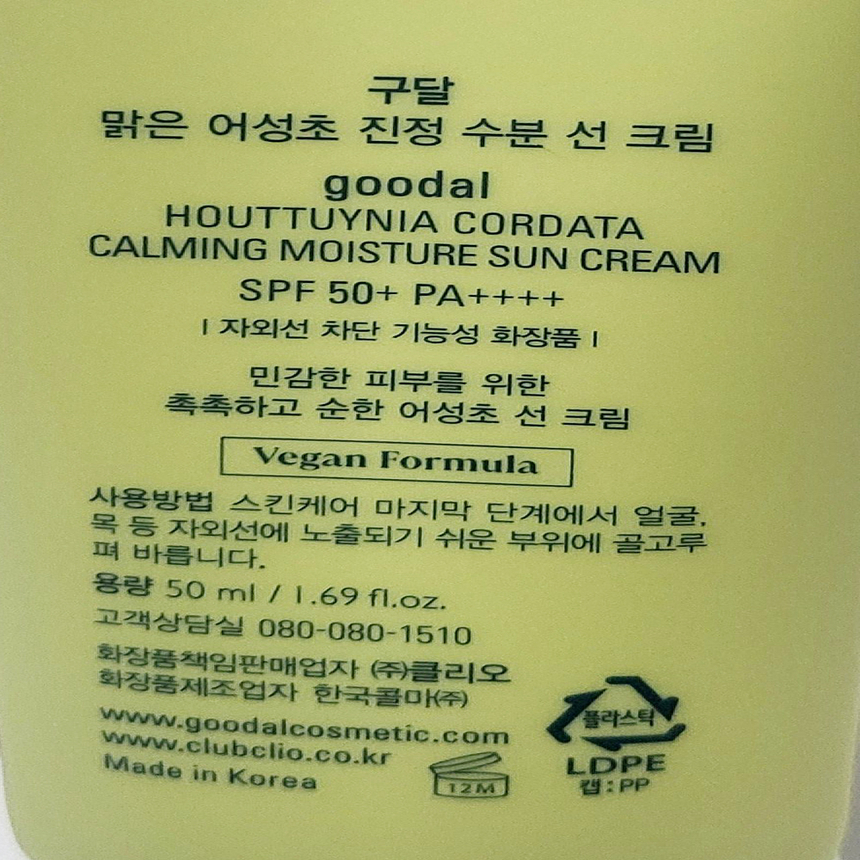 구달
맑은 어성초 진정 수분 선 크림
goodal
HOUTTUYNIA CORDATA
CALMING MOISTURE SUN CREAM
SPF 50+ PA++++
| 자외선 차단 기능성 화장품 |
민감한 피부를 위한
촉촉하고 순한 어성초 선 크림
Vegan Formula
사용방법 스킨케어 마지막 단계에서 얼굴,
목 등 자외선에 노출되기 쉬운 부위에 골고루
펴 바릅니다.
용량 50 ml / 1.69 fl.oz.
고객상담실 080-080-1510
화장품책임판매업자 ㈜클리오
화장품제조업자 한국콜마㈜
www.goodalcosmetic.com
www.clubclio.co.kr
Made in Korea
12M
플라스틱
LDPE
캡:PP